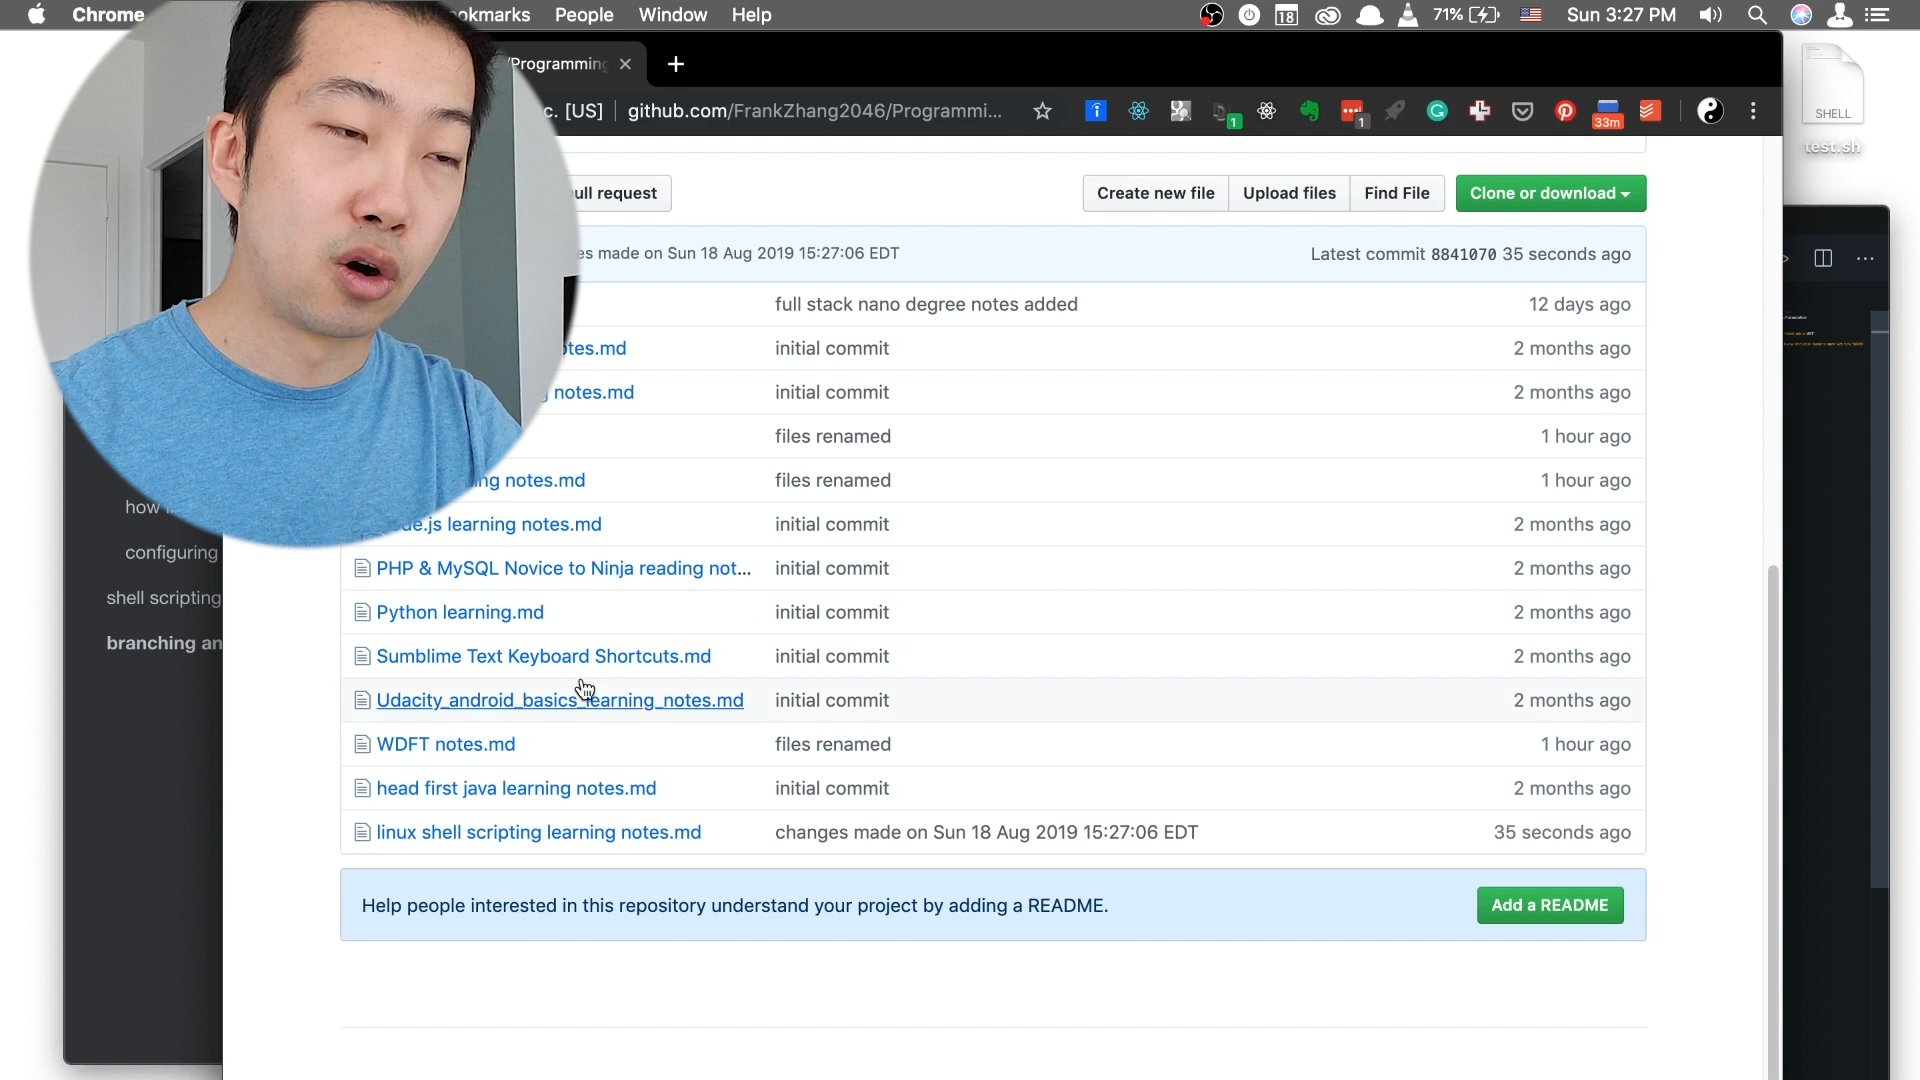 Chrome
okmarks People Window Help
18
71%
Sun 3:27 PM
/Programming
c. [US]
github.com/FrankZhang2046/Programmi...
1
1
33m
SHELL
test.sh
ull request
Create new file
Upload files
Find File
Clone or download
es made on Sun 18 Aug 2019 15:27:06 EDT
Latest commit 8841070 35 seconds ago
full stack nano degree notes added
12 days ago
otes.md
initial commit
2 months ago
notes.md
initial commit
2 months ago
files renamed
1 hour ago
ng notes.md
files renamed
1 hour ago
how
de.js learning notes.md
initial commit
2 months ago
configuring
PHP & MySQL Novice to Ninja reading not...
initial commit
2 months ago
shell scripting
Python learning.md
initial commit
2 months ago
branching an
Sumblime Text Keyboard Shortcuts.md
initial commit
2 months ago
Udacity_android_basics_learning_notes.md
initial commit
2 months ago
WDFT notes.md
files renamed
1 hour ago
head first java learning notes.md
initial commit
2 months ago
linux shell scripting learning notes.md
changes made on Sun 18 Aug 2019 15:27:06 EDT
35 seconds ago
Help people interested in this repository understand your project by adding a README.
Add a README